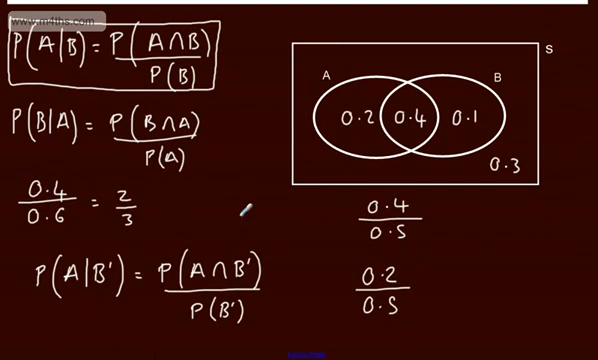 www.m4ths.com
P(A|B) = P(A∩B)/P(B)
P(B|A) = P(B∩A)/P(A)
0.4/0.6 = 2/3
P(A|B') = P(A∩B')/P(B')
S
A B
0.2 0.4 0.1
0.3
0.4/0.5
0.2/0.5